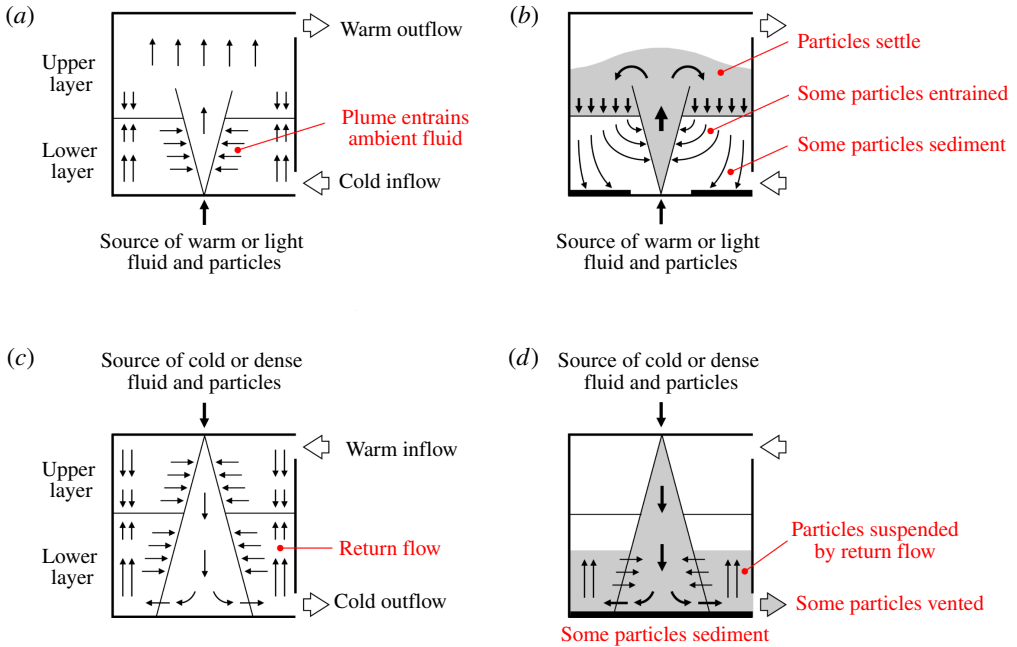 (a)
Warm outflow
Upper
layer
Plume entrains
ambient fluid
Lower
layer
Cold inflow
Source of warm or light
fluid and particles
(b)
Particles settle
Some particles entrained
Some particles sediment
Source of warm or light
fluid and particles
(c)
Source of cold or dense
fluid and particles
Warm inflow
Upper
layer
Return flow
Lower
layer
Cold outflow
(d)
Source of cold or dense
fluid and particles
Particles suspended
by return flow
Some particles vented
Some particles sediment